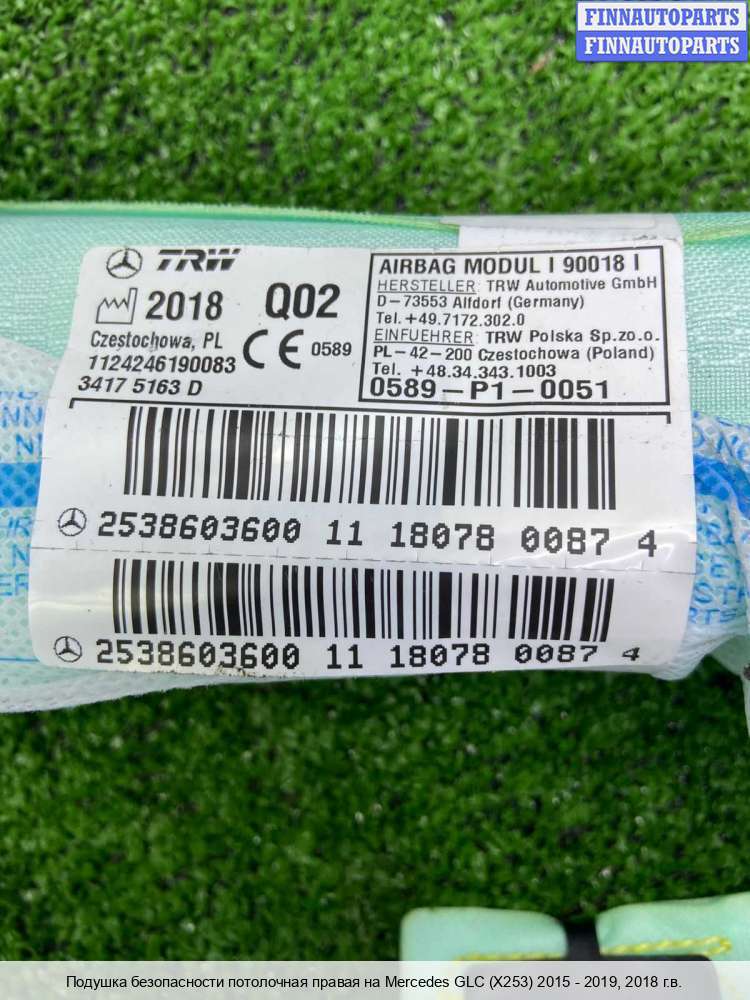 FINNAUTOPARTS
FINNAUTOPARTS
TRW
2018 Q02
Częstochowa, PL
1124246190083
3417 5163 D
CE 0589
AIRBAG MODUL I 90018 I
HERSTELLER: TRW Automotive GmbH
D-73553 Alfdorf (Germany)
Tel. +49.7172.302.0
EINFUEHRER: TRW Polska Sp.zo.o.
PL-42-200 Czestochowa (Poland)
Tel. +48.34.343.1003
0589-P1-0051
2538603600 11 18078 0087 4
2538603600 11 18078 0087 4
Подушка безопасности потолочная правая на Mercedes GLC (X253) 2015 - 2019, 2018 г.в.